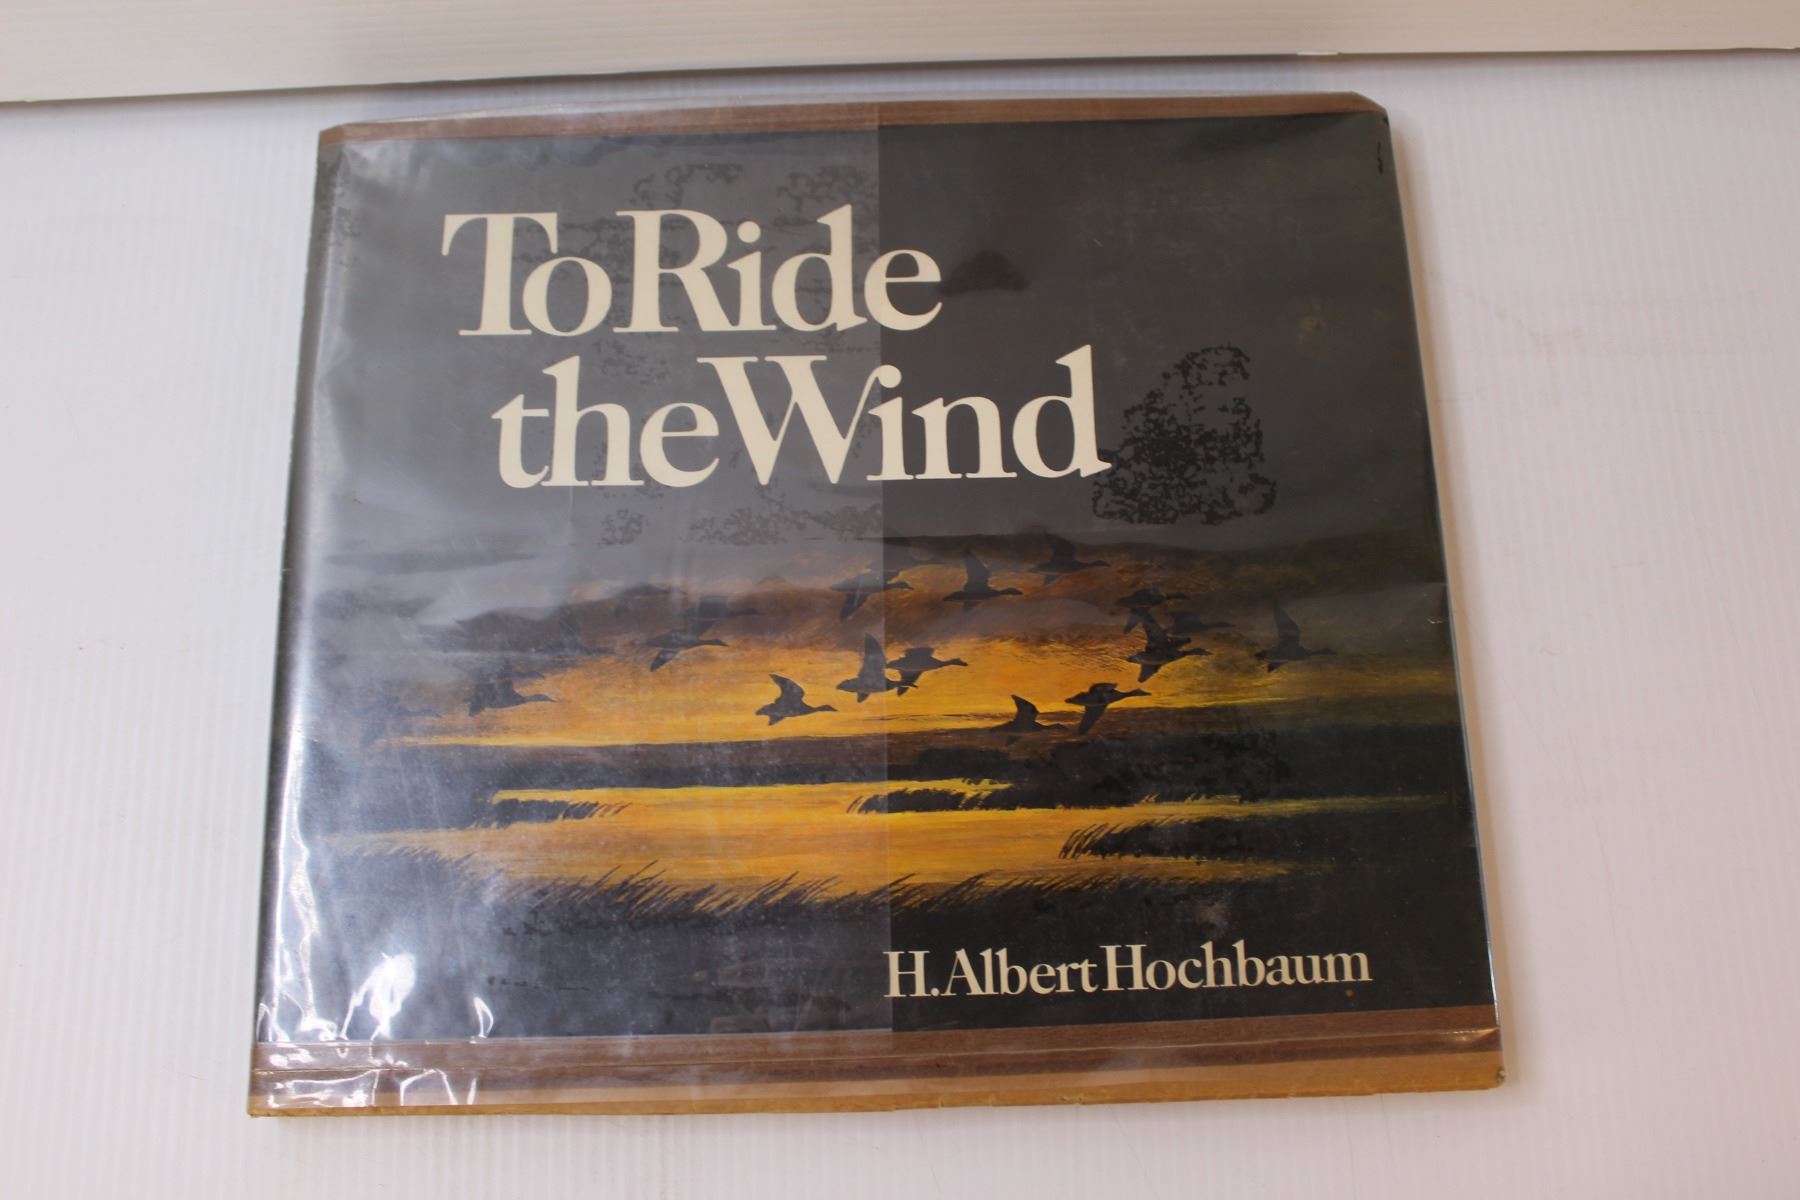 To Ride
the Wind
H. Albert Hochbaum